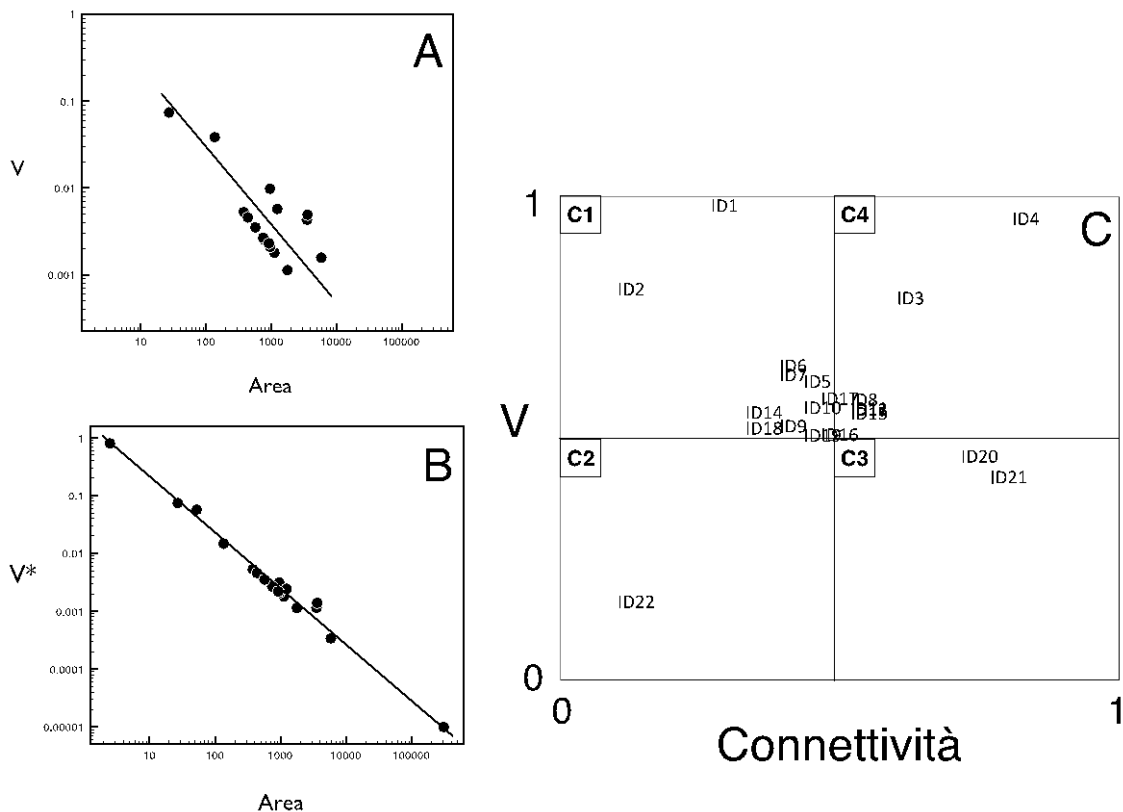 A
1
0.1
V
0.01
0.001
10 100 1000 10000 100000
Area
B
1
0.1
0.01
V*
0.001
0.0001
0.00001
10 100 1000 10000 100000
Area
C
1
V
0
C1
C4
C2
C3
ID1
ID4
ID2
ID3
ID6
ID7
ID5
ID17
ID8
ID10
ID14
ID15
ID18
ID9
ID16
ID20
ID21
ID22
0 1
Connettività